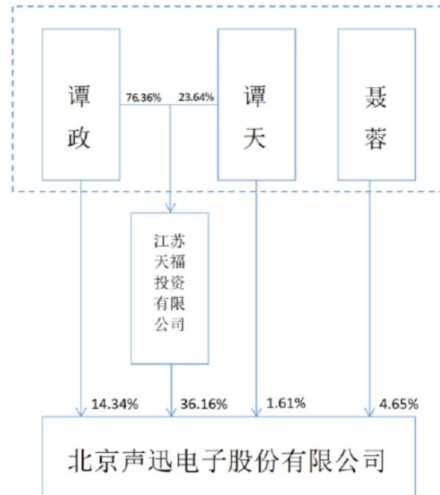 谭政
76.36%
23.64%
谭天
聂蓉
江苏
天福
投资
有限
公司
14.34%
36.16%
1.61%
4.65%
北京声迅电子股份有限公司